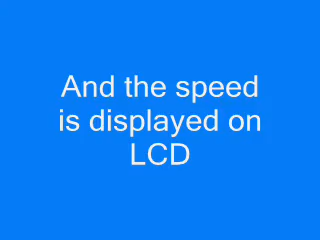 And the speed
is displayed on
LCD